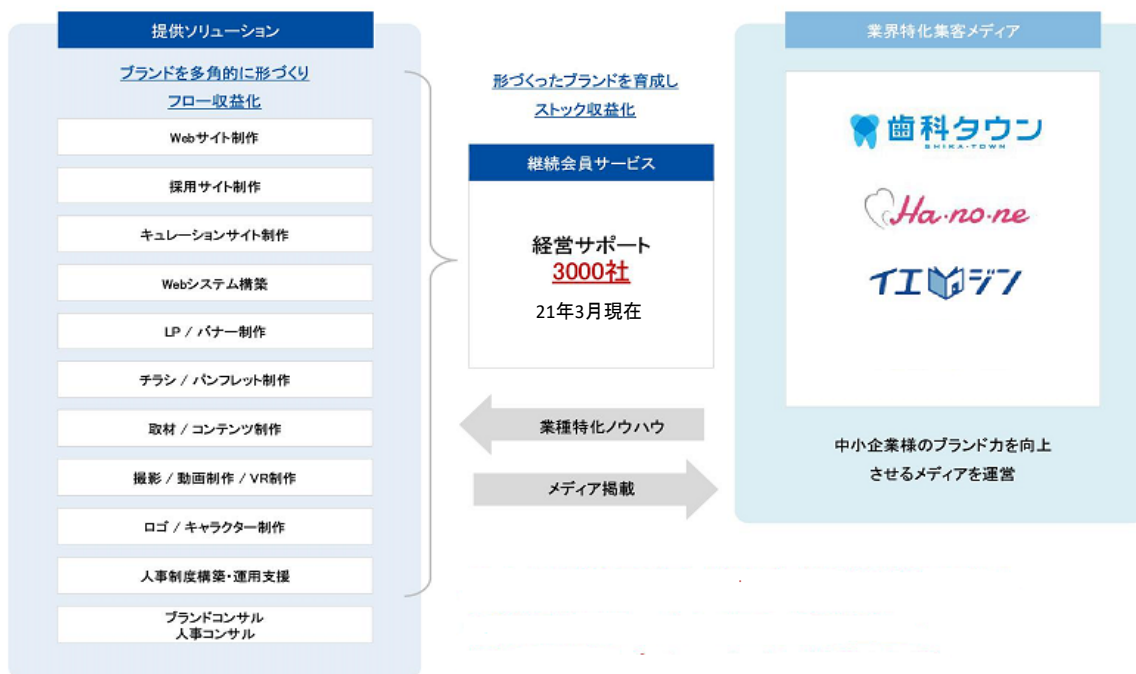 提供ソリューション
ブランドを多角的に形づくり
フロー収益化
Webサイト制作
採用サイト制作
キュレーションサイト制作
Webシステム構築
LP / バナー制作
チラシ / パンフレット制作
取材 / コンテンツ制作
撮影 / 動画制作 / VR制作
ロゴ / キャラクター制作
人事制度構築・運用支援
ブランドコンサル
人事コンサル
形づくったブランドを育成し
ストック収益化
継続会員サービス
経営サポート
3000社
21年3月現在
業種特化ノウハウ
メディア掲載
業界特化集客メディア
歯科タウン
SHIKA-TOWN
Ha・no・ne
イエジン
中小企業様のブランド力を向上
させるメディアを運営